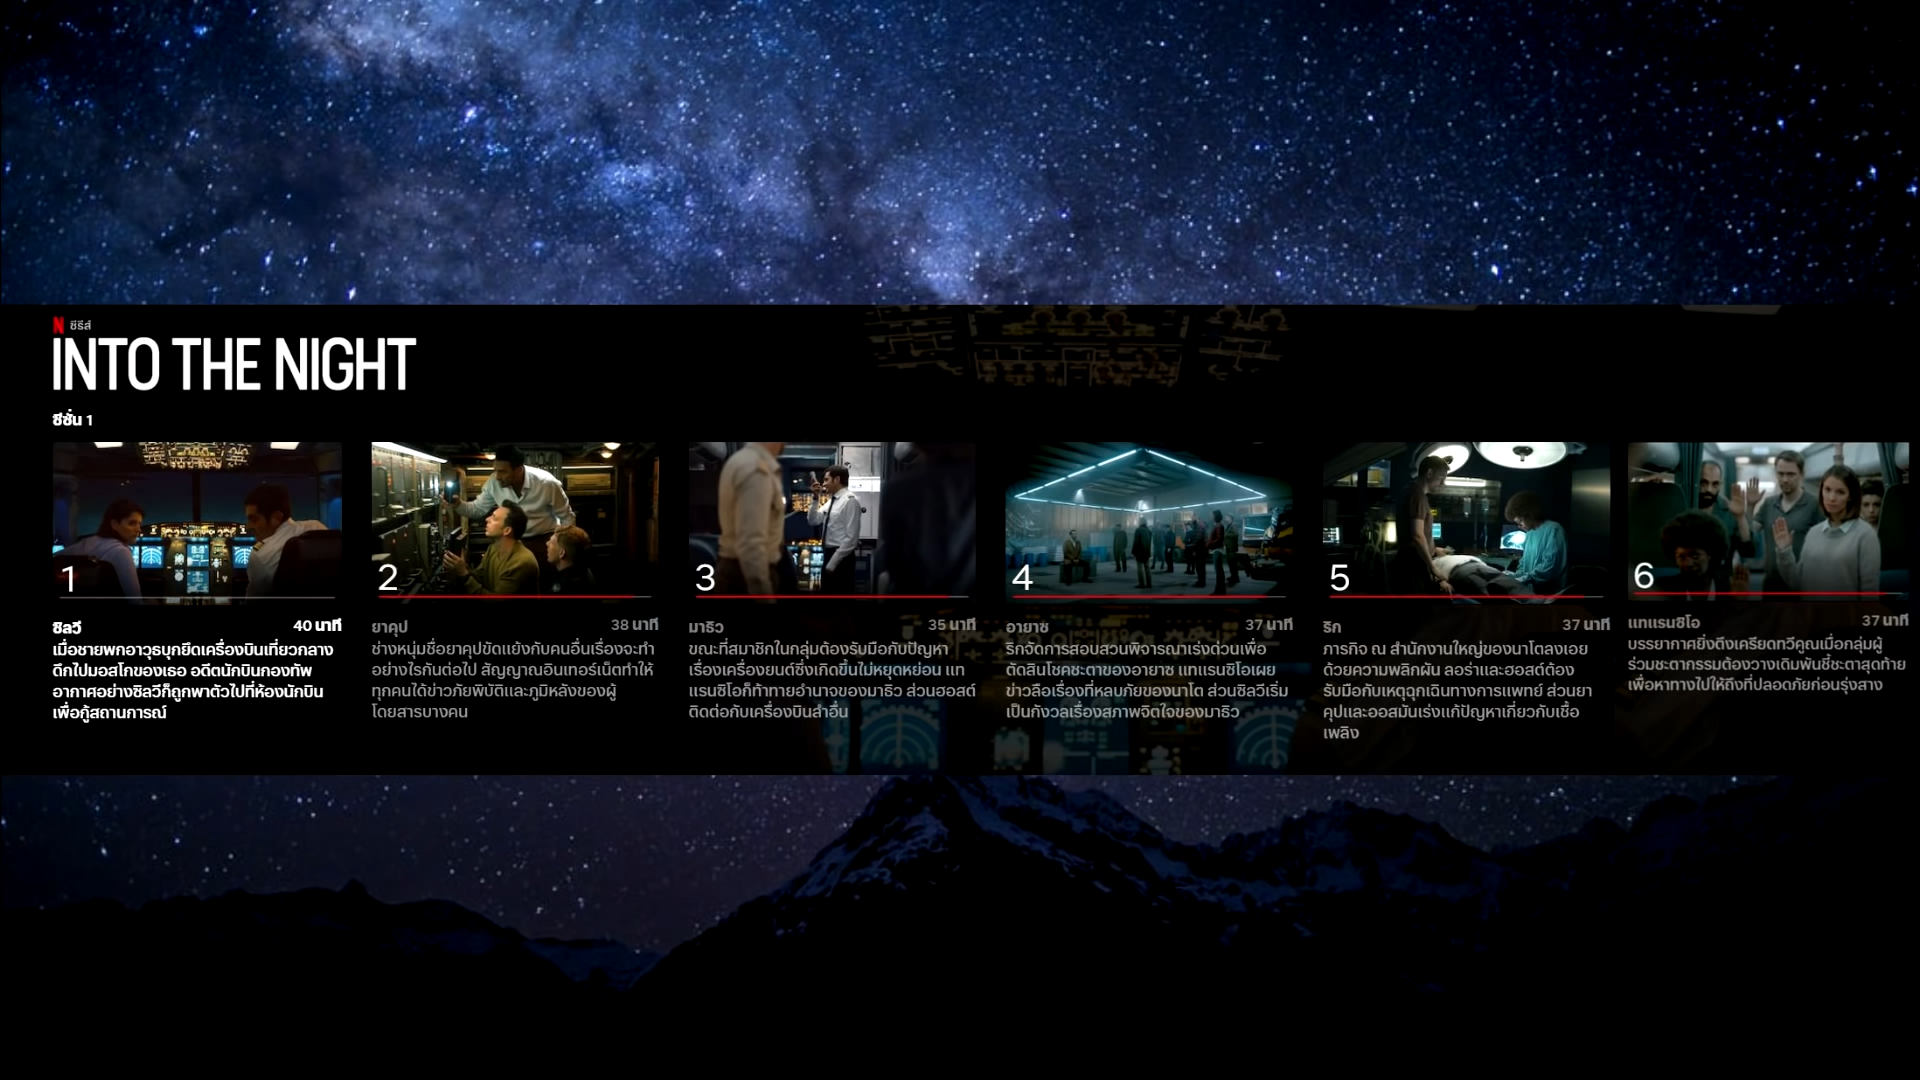 N ซีรีส์
INTO THE NIGHT
ซีซั่น 1
1
ซิลวี 40 นาที
เมื่อชายพกอาวุธบุกยึดเครื่องบินเที่ยวกลาง
ดึกไปมอสโกของเธอ อดีตนักบินกองทัพ
อากาศอย่างซิลวีก็ถูกพาตัวไปที่ห้องนักบิน
เพื่อกู้สถานการณ์
2
ยาคุป 38 นาที
ช่างหนุ่มชื่อยาคุปขัดแย้งกับคนอื่นเรื่องจะทำ
อย่างไรกันต่อไป สัญญาณอินเทอร์เน็ตทำให้
ทุกคนได้ข่าวภัยพิบัติและภูมิหลังของผู้
โดยสารบางคน
3
มาธิว 35 นาที
ขณะที่สมาชิกในกลุ่มต้องรับมือกับปัญหา
เรื่องเครื่องยนต์ซึ่งเกิดขึ้นไม่หยุดหย่อน แท
แรนซิโอก็ท้าทายอำนาจของมาธิว ส่วนฮอสต์
ติดต่อกับเครื่องบินลำอื่น
4
อายาซ 37 นาที
ริกจัดการสอบสวนพิจารณาเร่งด่วนเพื่อ
ตัดสินโชคชะตาของอายาซ แทแรนซิโอเผย
ข่าวลือเรื่องที่หลบภัยของนาโต ส่วนซิลวีเริ่ม
เป็นกังวลเรื่องสภาพจิตใจของมาธิว
5
ริก 37 นาที
ภารกิจ ณ สำนักงานใหญ่ของนาโตลงเอย
ด้วยความพลิกผัน ลอร่าและฮอสต์ต้อง
รับมือกับเหตุฉุกเฉินทางการแพทย์ ส่วนยา
คุปและออสมันเร่งแก้ปัญหาเกี่ยวกับเชื้อ
เพลิง
6
แทแรนซิโอ 37 นาที
บรรยากาศยิ่งตึงเครียดทวีคูณเมื่อกลุ่มผู้
ร่วมชะตากรรมต้องวางเดิมพันชี้ชะตาสุดท้าย
เพื่อหาทางไปให้ถึงที่ปลอดภัยก่อนรุ่งสาง